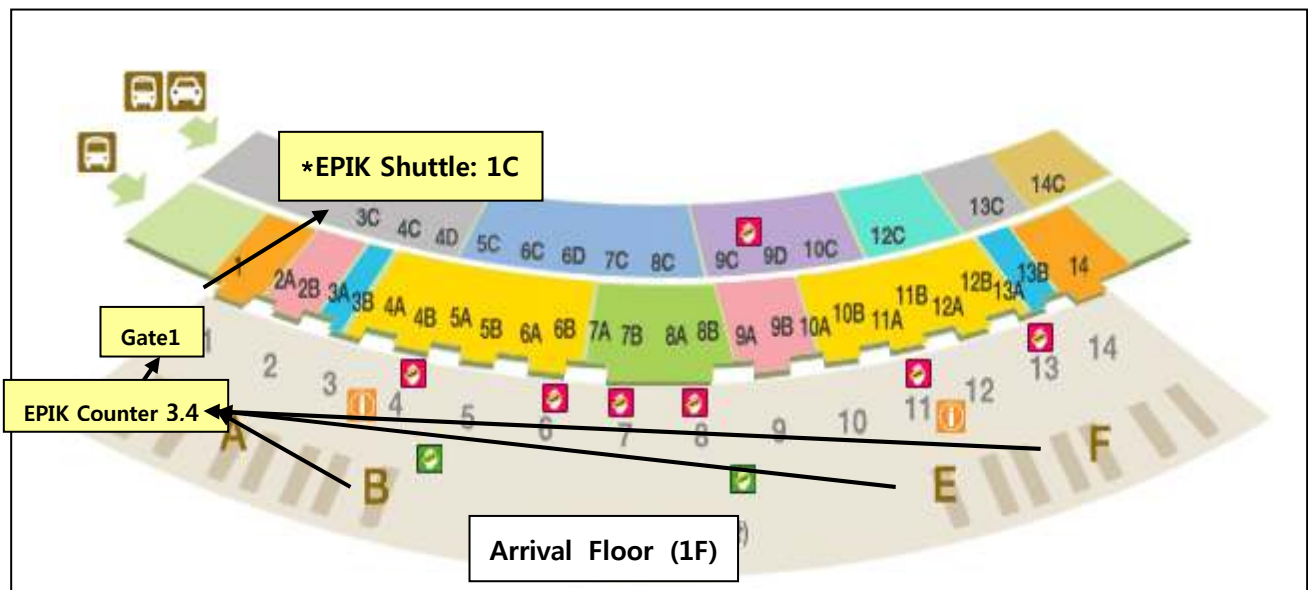 *EPIK Shuttle: 1C
3C 4C 4D 5C 6C 6D 7C 8C 9C 9D 10C 12C 13C 14C
1 2A 2B 3A 3B 4A 4B 5A 5B 6A 6B 7A 7B 8A 8B 9A 9B 10A 10B 11A 11B 12A 12B 13A 13B 14
Gate1
1 2 3 4 5 6 7 8 9 10 11 12 13 14
EPIK Counter 3.4
A B E F
Arrival Floor (1F)